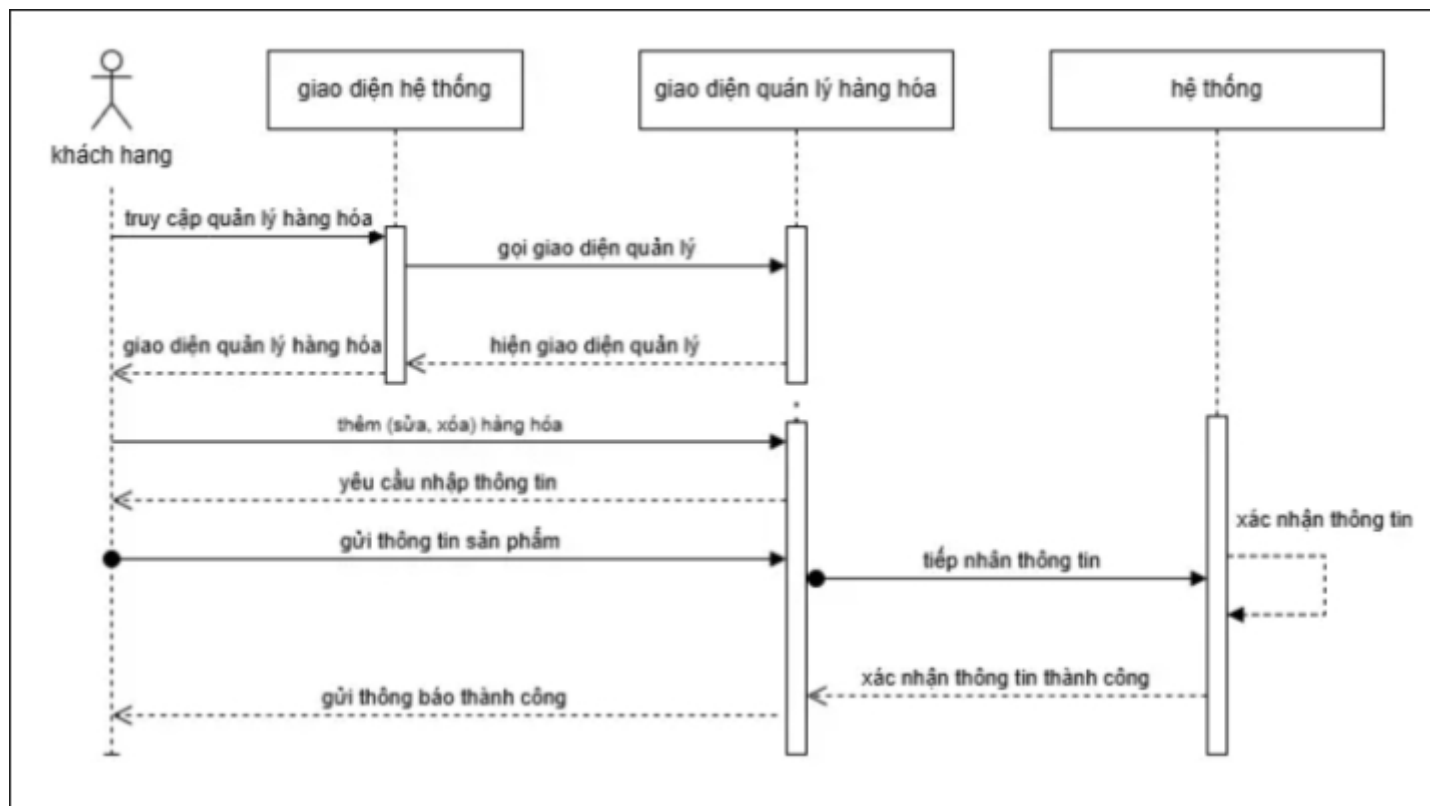 giao diện hệ thống
giao diện quán lý hàng hóa
hệ thống
khách hang
truy cập quản lý hàng hóa
gọi giao diện quản lý
giao diện quản lý hàng hóa
hiện giao diện quản lý
thêm (sửa, xóa) hàng hóa
yêu cầu nhập thông tin
xác nhận thông tin
gửi thông tin sản phẩm
tiếp nhân thông tin
xác nhận thông tin thành công
gửi thông báo thành công